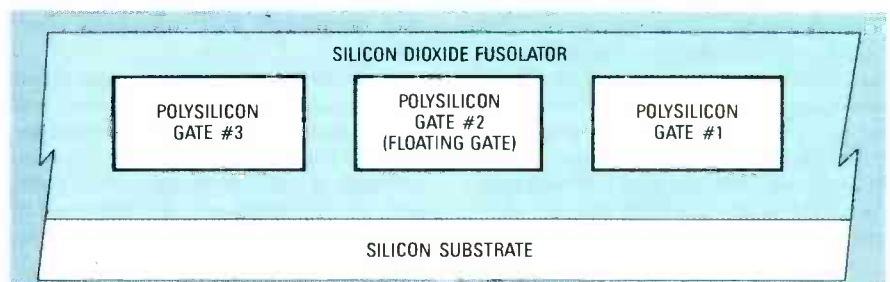 SILICON DIOXIDE FUSOLATOR
POLYSILICON
GATE #3
POLYSILICON
GATE #2
(FLOATING GATE)
POLYSILICON
GATE #1
SILICON SUBSTRATE